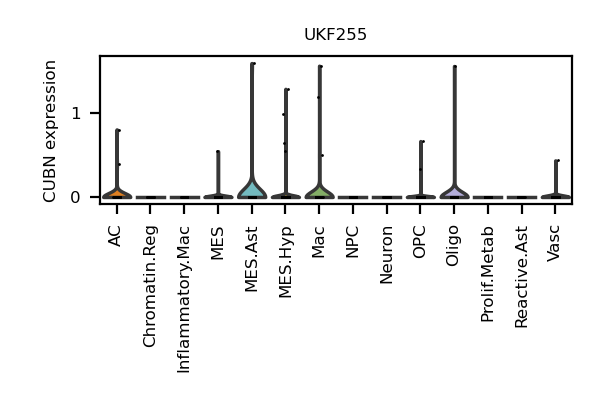 UKF255
CUBN expression
1
0
AC
Chromatin.Reg
Inflammatory.Mac
MES
MES.Ast
MES.Hyp
Mac
NPC
Neuron
OPC
Oligo
Prolif.Metab
Reactive.Ast
Vasc